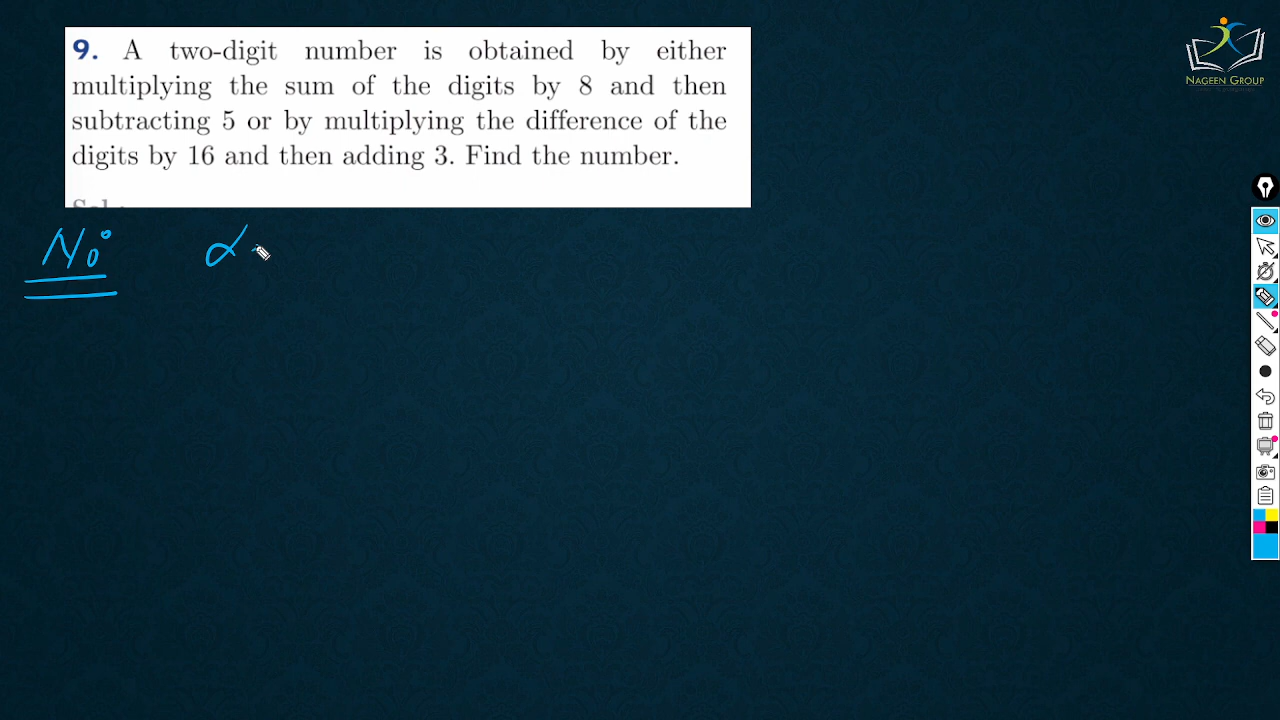 9. A two-digit number is obtained by either
multiplying the sum of the digits by 8 and then
subtracting 5 or by multiplying the difference of the
digits by 16 and then adding 3. Find the number.
No
NAGEEN GROUP